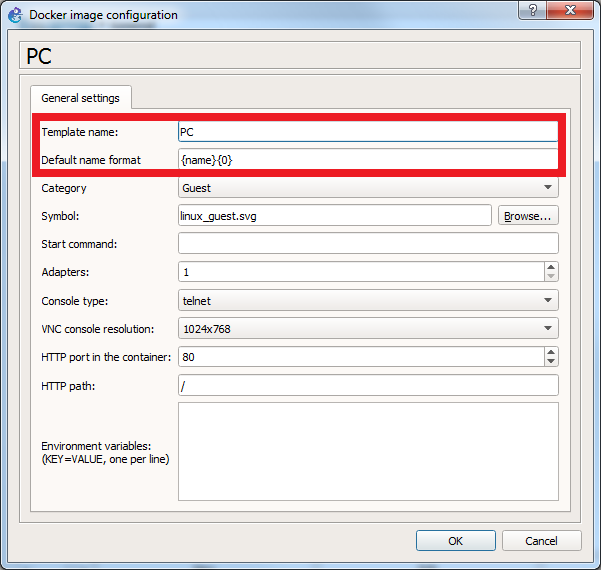 Docker image configuration
PC
General settings
Template name: PC
Default name format {name}{0}
Category Guest
Symbol: linux_guest.svg Browse...
Start command:
Adapters: 1
Console type: telnet
VNC console resolution: 1024x768
HTTP port in the container: 80
HTTP path: /
Environment variables:
(KEY=VALUE, one per line)
OK Cancel